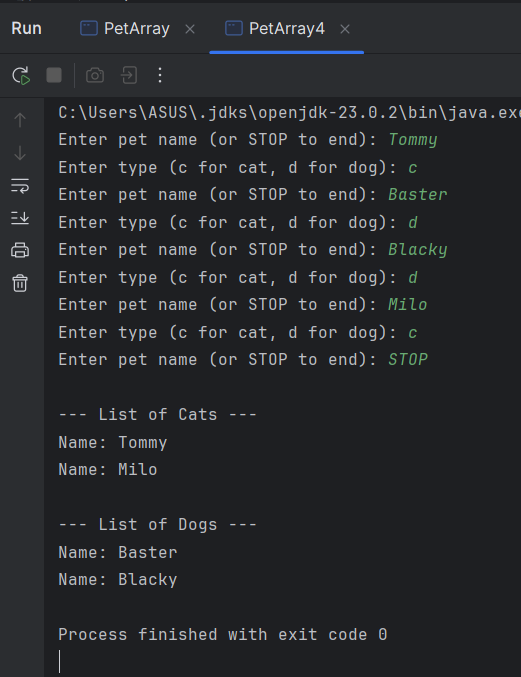 Run PetArray PetArray4
C:\Users\ASUS\.jdks\openjdk-23.0.2\bin\java.exe
Enter pet name (or STOP to end): Tommy
Enter type (c for cat, d for dog): c
Enter pet name (or STOP to end): Baster
Enter type (c for cat, d for dog): d
Enter pet name (or STOP to end): Blacky
Enter type (c for cat, d for dog): d
Enter pet name (or STOP to end): Milo
Enter type (c for cat, d for dog): c
Enter pet name (or STOP to end): STOP
--- List of Cats ---
Name: Tommy
Name: Milo
--- List of Dogs ---
Name: Baster
Name: Blacky
Process finished with exit code 0